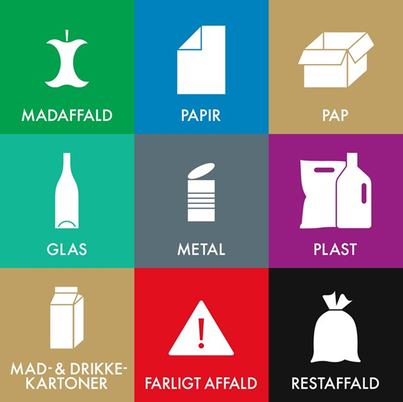 MADAFFALD
PAPIR
PAP
GLAS
METAL
PLAST
MAD- & DRIKKE-
KARTONER
FARLIGT AFFALD
RESTAFFALD